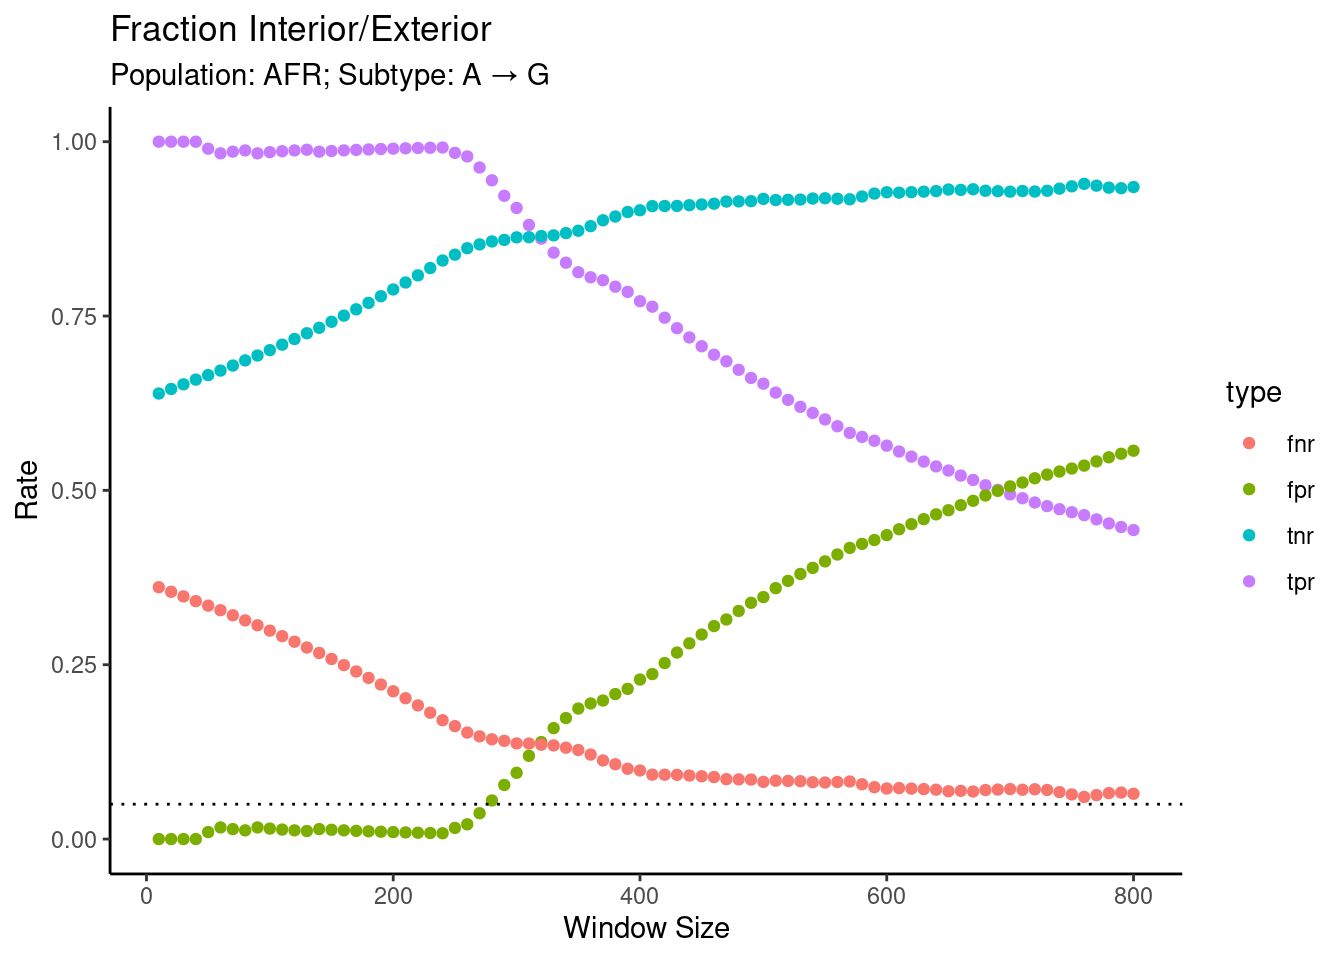 Fraction Interior/Exterior
Population: AFR; Subtype: A → G
1.00
0.75
0.50
0.25
0.00
Rate
0
200
400
600
800
Window Size
type
fnr
fpr
tnr
tpr